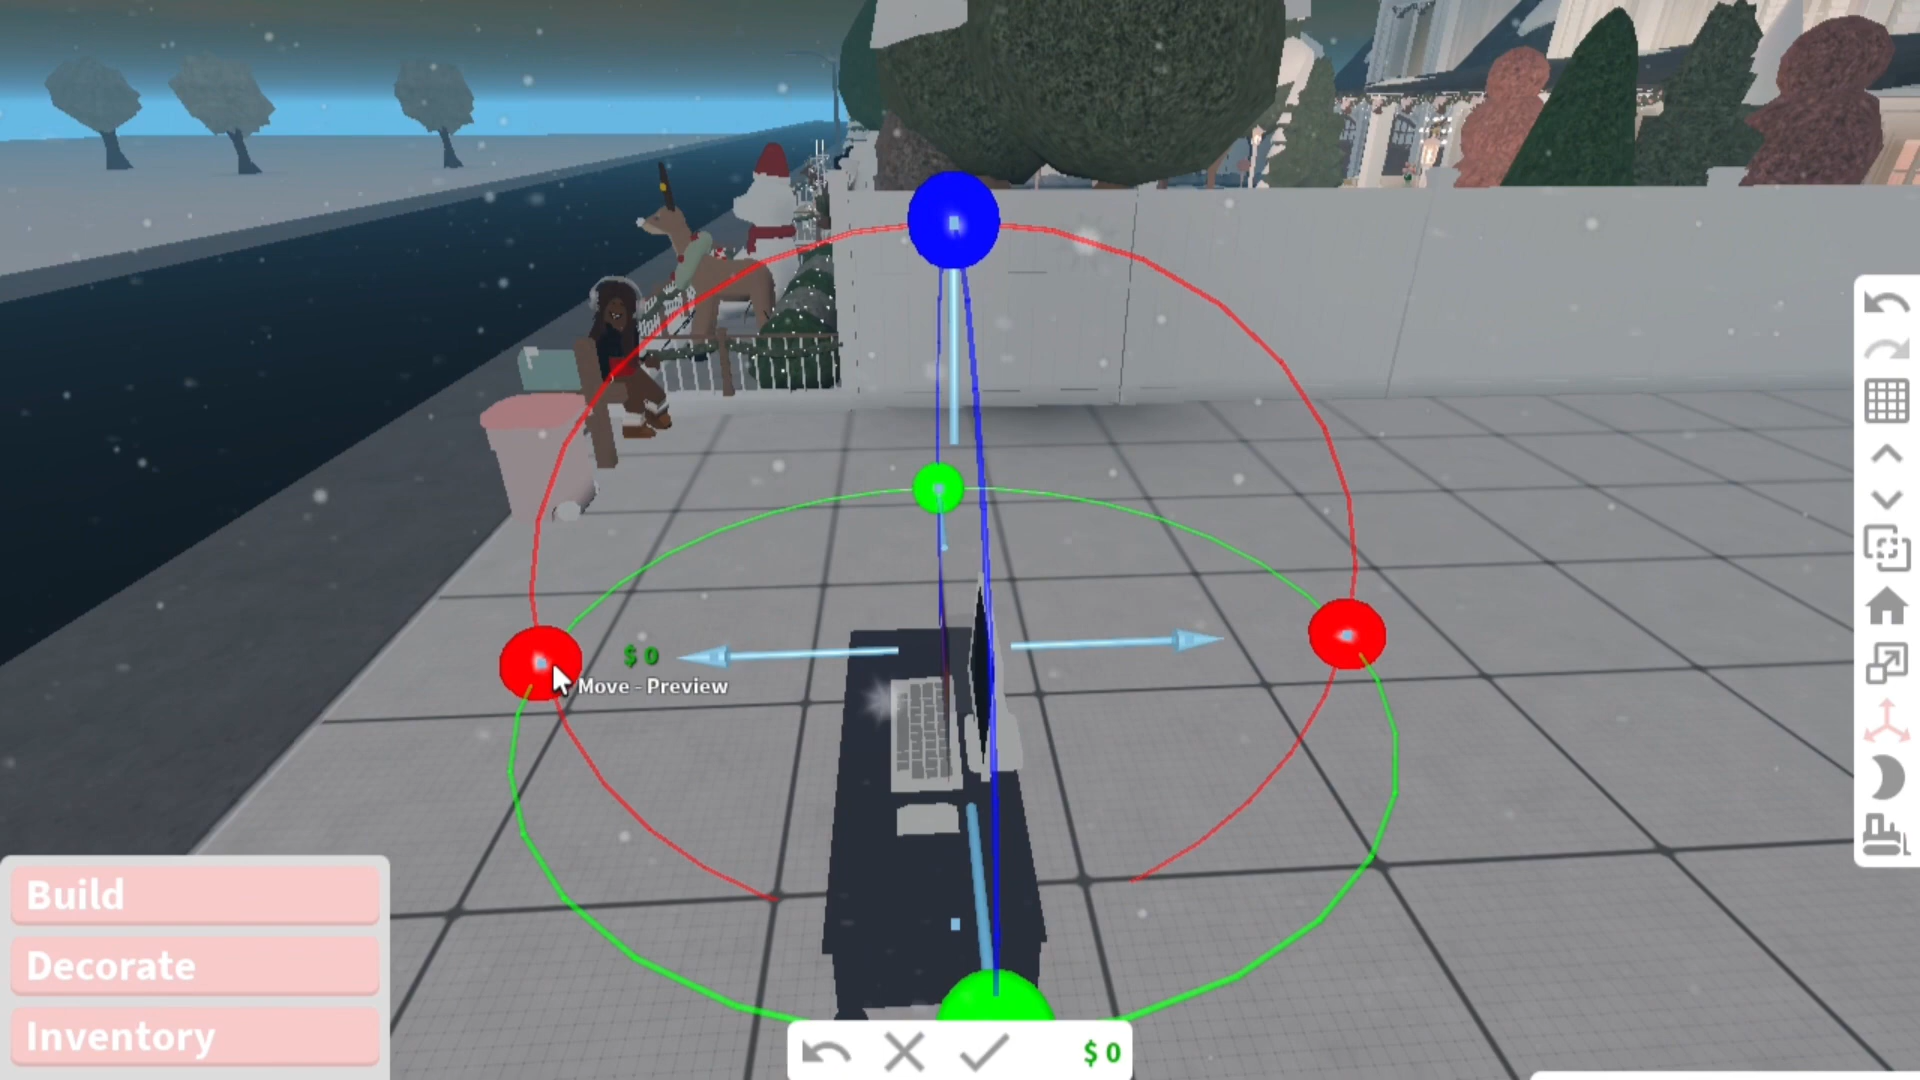 $ 0
Move - Preview
Build
Decorate
Inventory
$ 0